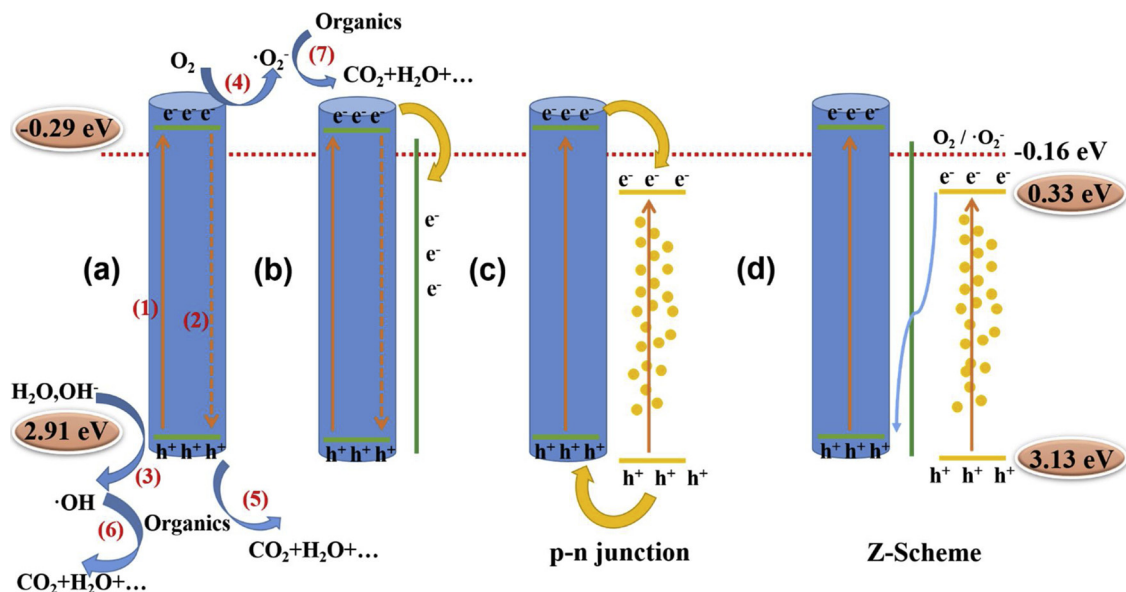 Organics
(7)
O₂
(4)
·O₂⁻
CO₂+H₂O+…
-0.29 eV
e⁻ e⁻ e⁻
e⁻ e⁻ e⁻
e⁻ e⁻ e⁻
e⁻ e⁻ e⁻
O₂ / ·O₂⁻
-0.16 eV
e⁻ e⁻ e⁻
e⁻ e⁻ e⁻
0.33 eV
e⁻
e⁻
e⁻
(a)
(b)
(c)
(d)
(1)
(2)
H₂O,OH⁻
2.91 eV
h⁺ h⁺ h⁺
h⁺ h⁺ h⁺
h⁺ h⁺ h⁺
h⁺ h⁺ h⁺
h⁺ h⁺ h⁺
h⁺ h⁺ h⁺
3.13 eV
(3)
(5)
·OH
(6)
Organics
CO₂+H₂O+…
CO₂+H₂O+…
p-n junction
Z-Scheme